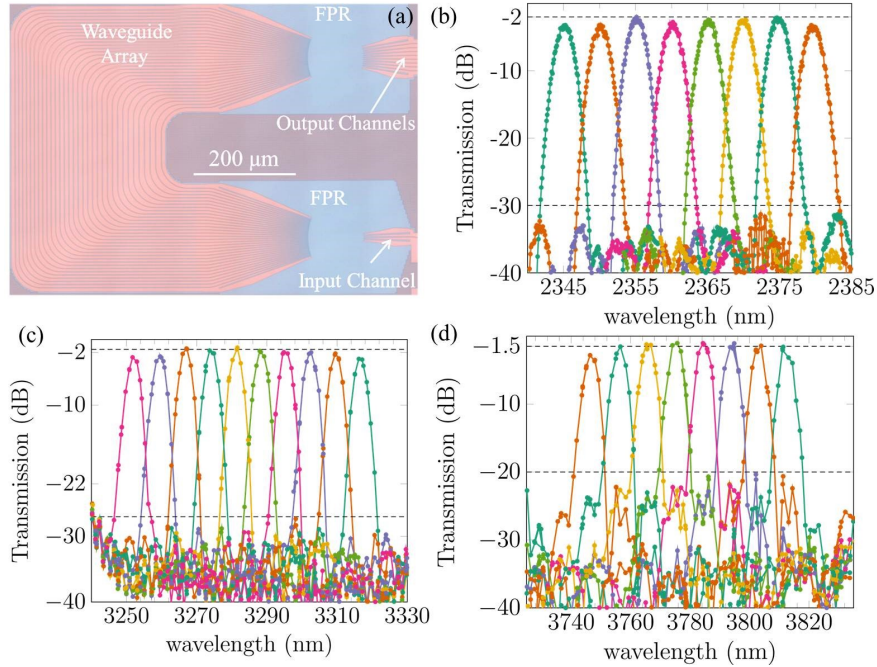 FPR
(a)
Waveguide
Array
Output Channels
200 μm
FPR
Input Channel
(b)
Transmission (dB)
-2
-10
-20
-30
-40
2345
2355
2365
2375
2385
wavelength (nm)
(c)
Transmission (dB)
−2
−10
−22
−30
−40
3250
3270
3290
3310
3330
wavelength (nm)
(d)
Transmission (dB)
−1.5
−10
−20
−30
−40
3740
3760
3780
3800
3820
wavelength (nm)